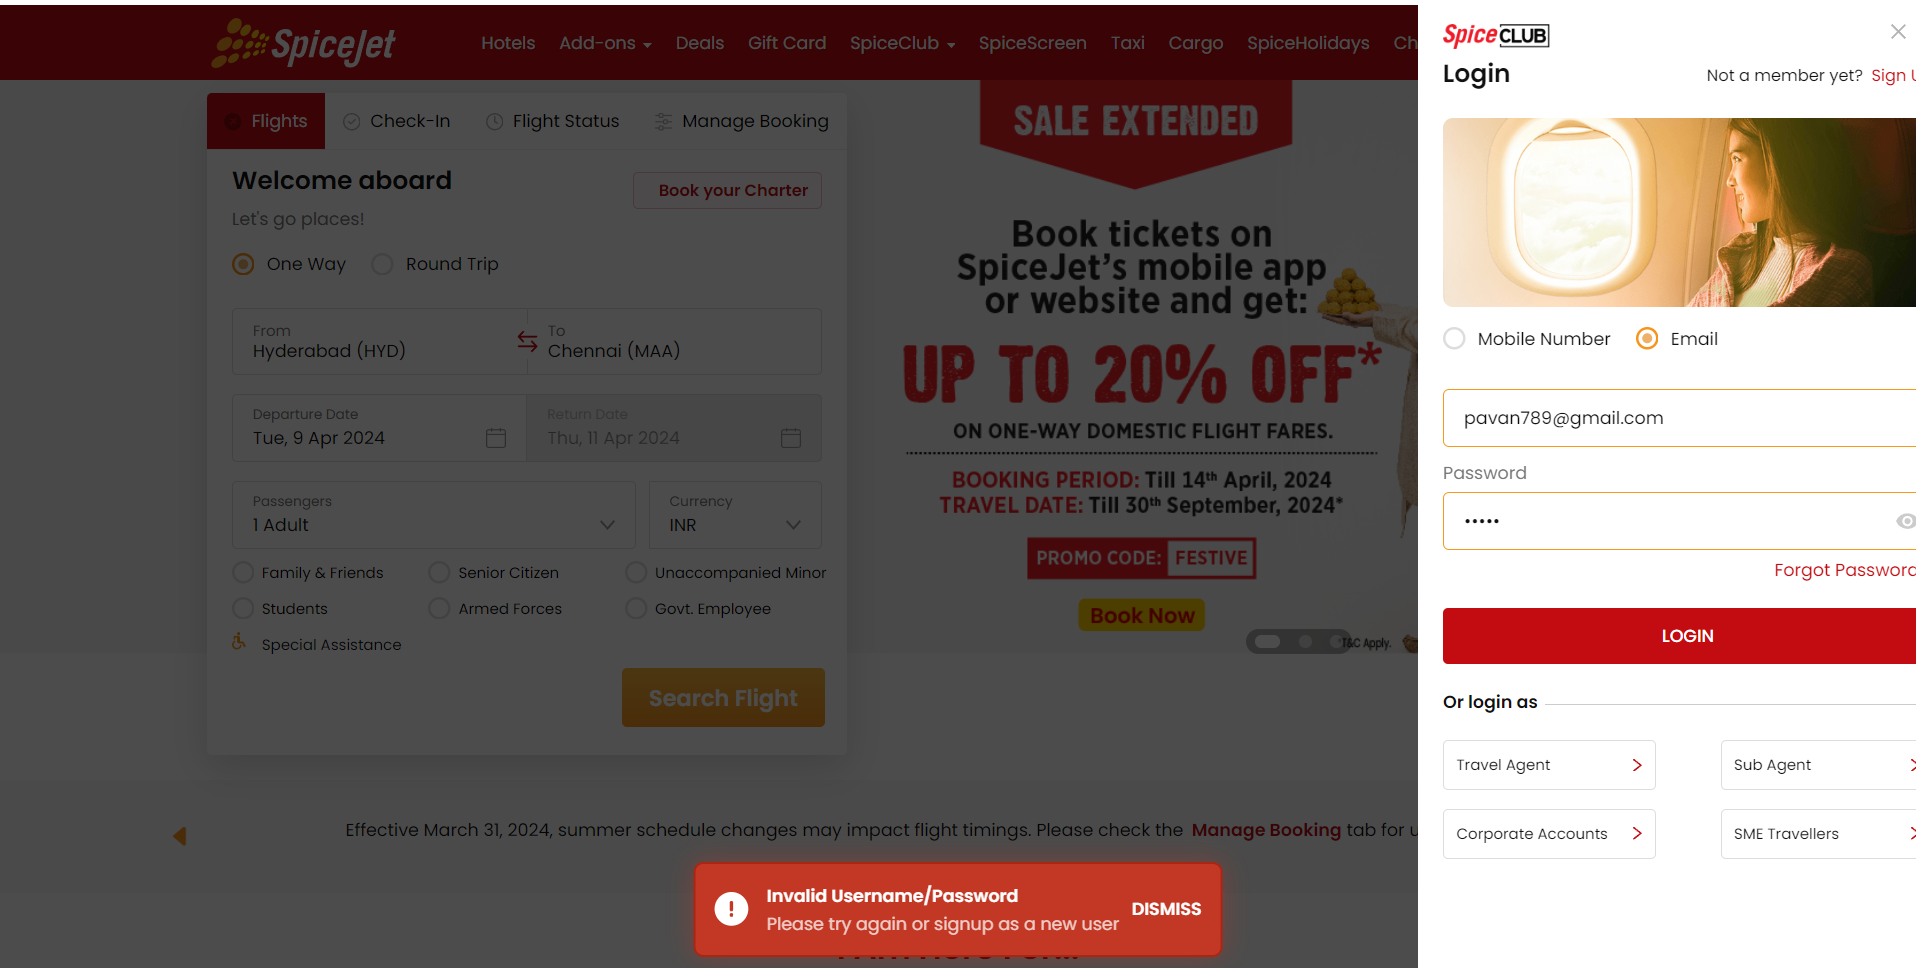 SpiceJet
Hotels Add-ons Deals Gift Card SpiceClub SpiceScreen Taxi Cargo SpiceHolidays Ch
Flights Check-In Flight Status Manage Booking
Welcome aboard
Book your Charter
Let's go places!
One Way Round Trip
From
Hyderabad (HYD)
To
Chennai (MAA)
Departure Date
Tue, 9 Apr 2024
Return Date
Thu, 11 Apr 2024
Passengers
1 Adult
Currency
INR
Family & Friends Senior Citizen Unaccompanied Minor
Students Armed Forces Govt. Employee
Special Assistance
Search Flight
SALE EXTENDED
Book tickets on
SpiceJet's mobile app
or website and get:
UP TO 20% OFF*
ON ONE-WAY DOMESTIC FLIGHT FARES.
BOOKING PERIOD: Till 14th April, 2024
TRAVEL DATE: Till 30th September, 2024*
PROMO CODE: FESTIVE
Book Now
*T&C Apply.
Effective March 31, 2024, summer schedule changes may impact flight timings. Please check the Manage Booking tab for u
Invalid Username/Password
Please try again or signup as a new user
DISMISS
SpiceCLUB
Login
Not a member yet? Sign U
Mobile Number Email
pavan789@gmail.com
Password
•••••
Forgot Password
LOGIN
Or login as
Travel Agent Sub Agent
Corporate Accounts SME Travellers